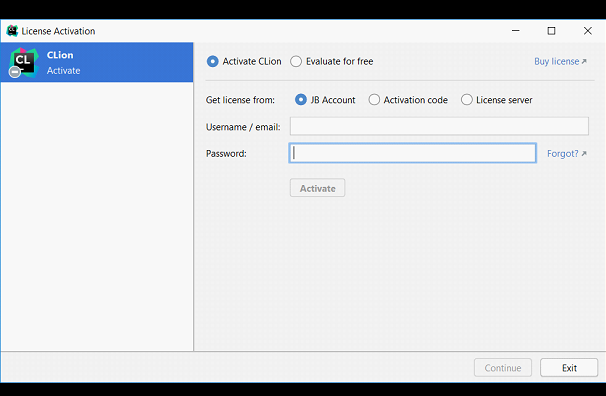 License Activation
CL
CLion
Activate
Activate CLion Evaluate for free Buy license
Get license from: JB Account Activation code License server
Username / email:
Password: Forgot?
Activate
Continue Exit